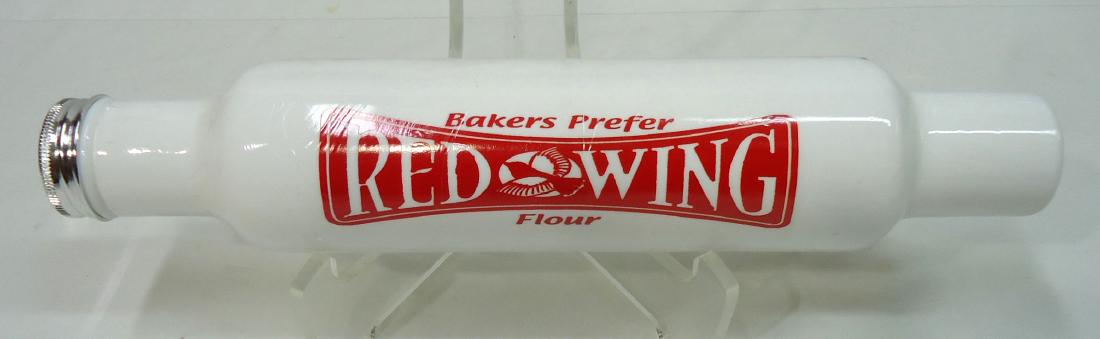 Bakers Prefer
RED WING
Flour